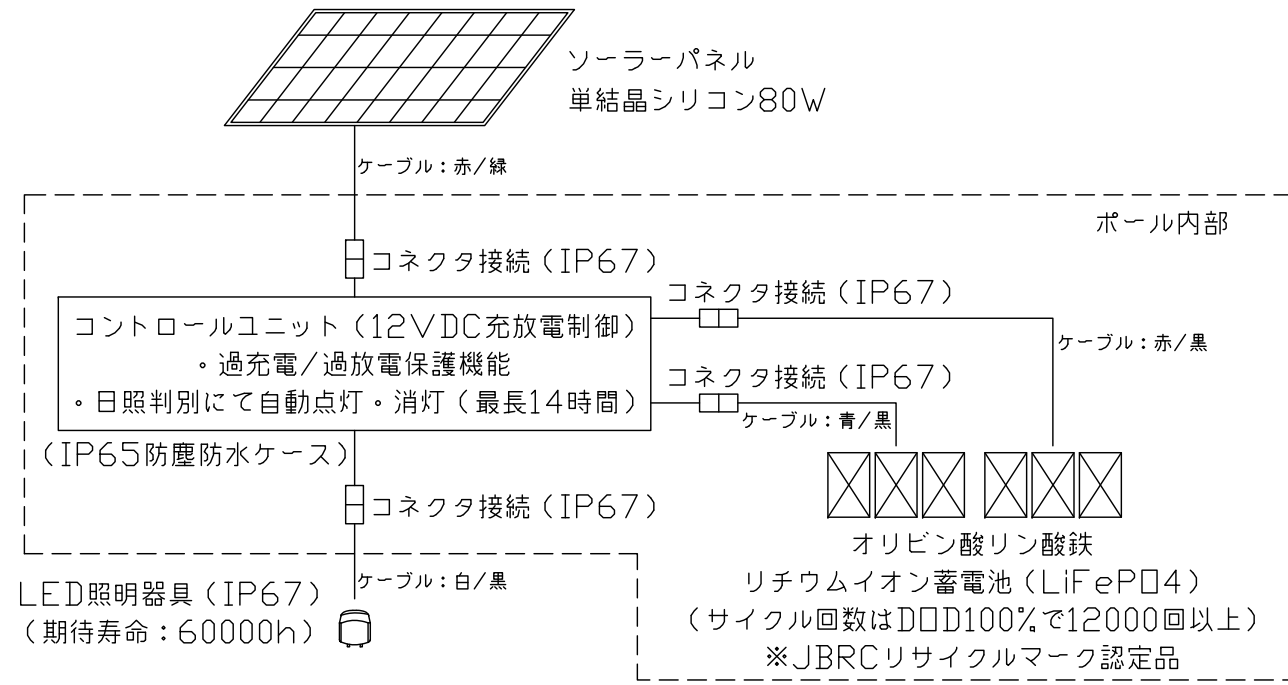 ソーラーパネル
単結晶シリコン80W
ケーブル：赤/緑
ポール内部
コネクタ接続（IP67）
コネクタ接続（IP67）
コントロールユニット（12VDC充放電制御）
・過充電/過放電保護機能
・日照判別にて自動点灯・消灯（最長14時間）
ケーブル：赤/黒
コネクタ接続（IP67）
ケーブル：青/黒
（IP65防塵防水ケース）
コネクタ接続（IP67）
オリビン酸リン酸鉄
リチウムイオン蓄電池（LiFePO4）
（サイクル回数はDOD100%で12000回以上）
※JBRCリサイクルマーク認定品
ケーブル：白/黒
LED照明器具（IP67）
（期待寿命：60000h）